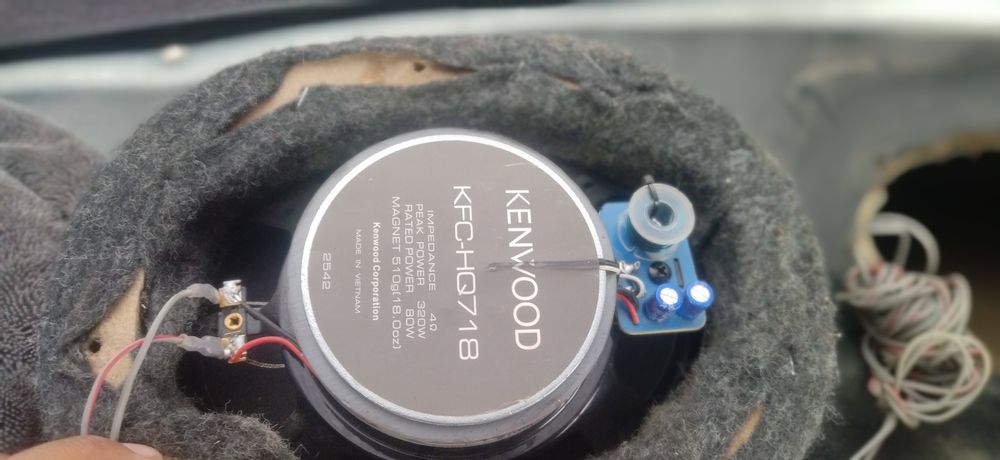 KENWOOD
KFC-HQ718
IMPEDANCE 4Ω
PEAK POWER 320W
RATED POWER 80W
MAGNET 510g(18.0oz)
Kenwood Corporation
MADE IN VIETNAM
2542